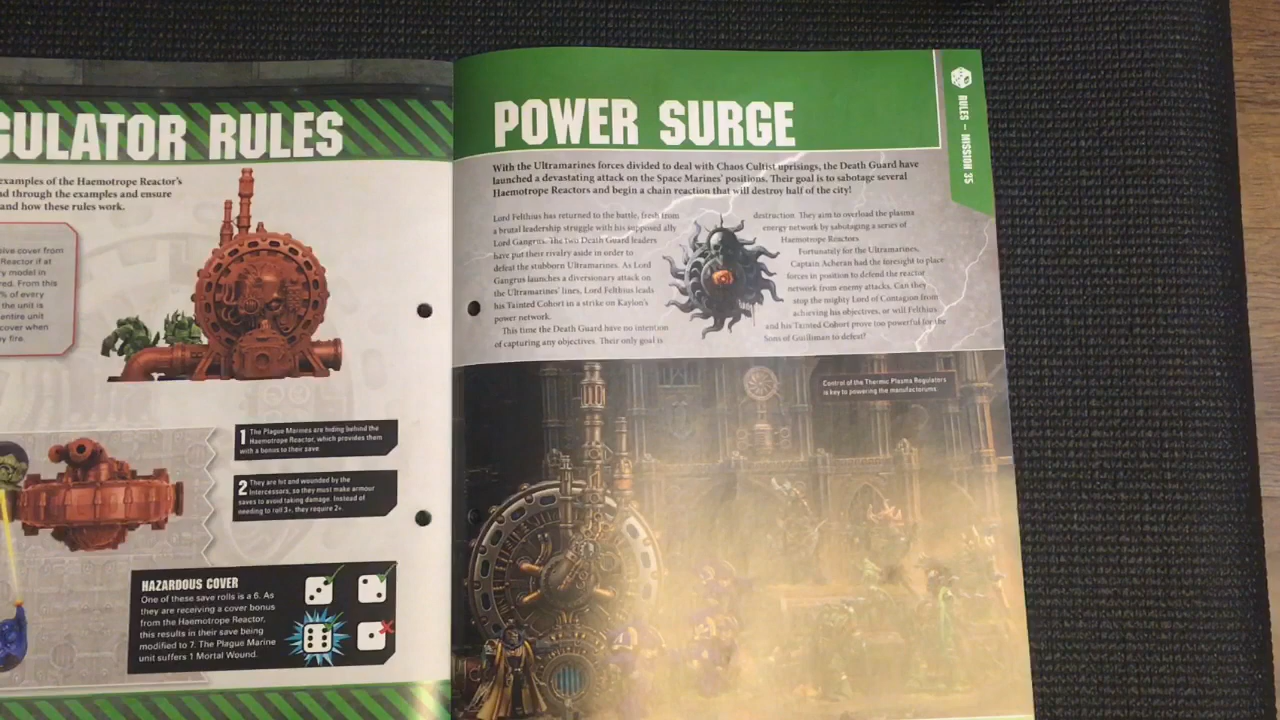 GULATOR RULES
examples of the Haemotrope Reactor's
d through the examples and ensure
and how these rules work.
sive cover from
Reactor if at
y model in
red. From this
% of every
the unit is
entire unit
cover when
y fire.
1 The Plague Marines are hiding behind the
Haemotrope Reactor, which provides them
with a bonus to their save.
2 They are hit and wounded by the
Intercessors, so they must make armour
saves to avoid taking damage. Instead of
needing to roll 3+, they require 2+.
HAZARDOUS COVER
One of these save rolls is a 6. As
they are receiving a cover bonus
from the Haemotrope Reactor,
this results in their save being
modified to 7. The Plague Marine
unit suffers 1 Mortal Wound.
POWER SURGE
RULES – MISSION 35
With the Ultramarines forces divided to deal with Chaos Cultist uprisings, the Death Guard have
launched a devastating attack on the Space Marines' positions. Their goal is to sabotage several
Haemotrope Reactors and begin a chain reaction that will destroy half of the city!
Lord Felthius has returned to the battle, fresh from
a brutal leadership struggle with his supposed ally
Lord Gangrus. The two Death Guard leaders
have put their rivalry aside in order to
defeat the stubborn Ultramarines. As Lord
Gangrus launches a diversionary attack on
the Ultramarines' lines, Lord Felthius leads
his Tainted Cohort in a strike on Kaylon's
power network.
This time the Death Guard have no intention
of capturing any objectives. Their only goal is
destruction. They aim to overload the plasma
energy network by sabotaging a series of
Haemotrope Reactors
Fortunately for the Ultramarines,
Captain Acheran had the foresight to place
forces in position to defend the reactor
network from enemy attacks. Can they
stop the mighty Lord of Contagion from
achieving his objectives, or will Felthius
and his Tainted Cohort prove too powerful for the
Sons of Guilliman to defeat?
Control of the Thermic Plasma Regulators
is key to powering the manufactorums.